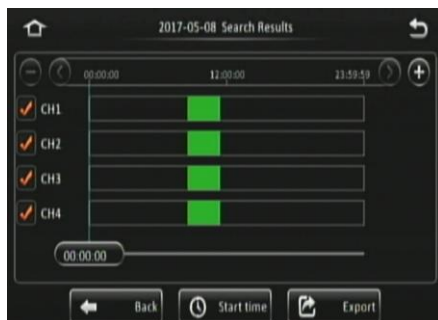 2017-05-08 Search Results
00:00:00 12:00:00 23:59:59
CH1
CH2
CH3
CH4
00:00:00
Back Start time Export